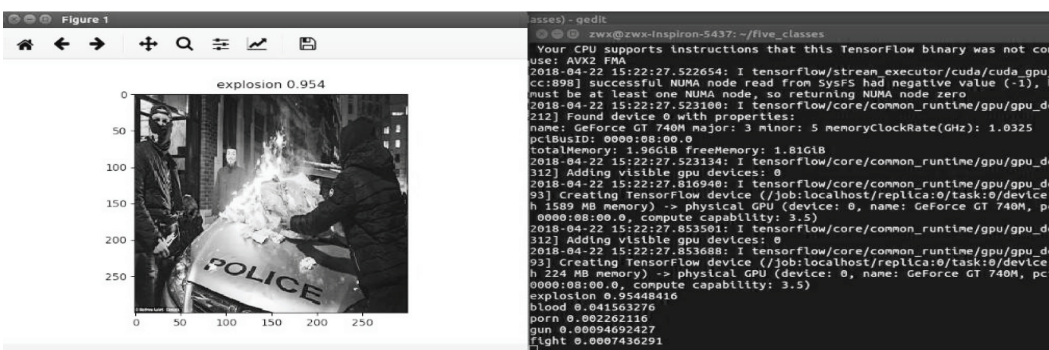 Figure 1
explosion 0.954
0
50
100
150
200
250
0 50 100 150 200 250
POLICE
asses) - gedit
zwx@zwx-Inspiron-5437: ~/five_classes
Your CPU supports instructions that this TensorFlow binary was not co
use: AVX2 FMA
2018-04-22 15:22:27.522654: I tensorflow/stream_executor/cuda/cuda_gpu
cc:898] successful NUMA node read from SysFS had negative value (-1),
must be at least one NUMA node, so returning NUMA node zero
2018-04-22 15:22:27.523100: I tensorflow/core/common_runtime/gpu/gpu_de
212] Found device 0 with properties:
name: GeForce GT 740M major: 3 minor: 5 memoryClockRate(GHz): 1.0325
pciBusID: 0000:08:00.0
totalMemory: 1.96GiB freeMemory: 1.81GiB
2018-04-22 15:22:27.523134: I tensorflow/core/common_runtime/gpu/gpu_de
312] Adding visible gpu devices: 0
2018-04-22 15:22:27.816940: I tensorflow/core/common_runtime/gpu/gpu_de
93] Creating TensorFlow device (/job:localhost/replica:0/task:0/device
h 1589 MB memory) -> physical GPU (device: 0, name: GeForce GT 740M, p
0000:08:00.0, compute capability: 3.5)
2018-04-22 15:22:27.853501: I tensorflow/core/common_runtime/gpu/gpu_de
312] Adding visible gpu devices: 0
2018-04-22 15:22:27.853688: I tensorflow/core/common_runtime/gpu/gpu_de
93] Creating TensorFlow device (/job:localhost/replica:0/task:0/device
h 224 MB memory) -> physical GPU (device: 0, name: GeForce GT 740M, pc
0000:08:00.0, compute capability: 3.5)
explosion 0.95448416
blood 0.041563276
porn 0.002262116
gun 0.00094692427
fight 0.0007436291